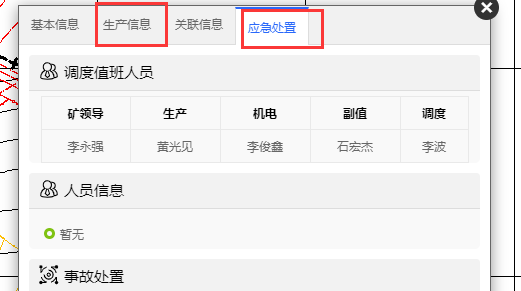 基本信息 生产信息 关联信息 应急处置
调度值班人员
矿领导 生产 机电 副值 调度
李永强 黄光见 李俊鑫 石宏杰 李波
人员信息
暂无
事故处置